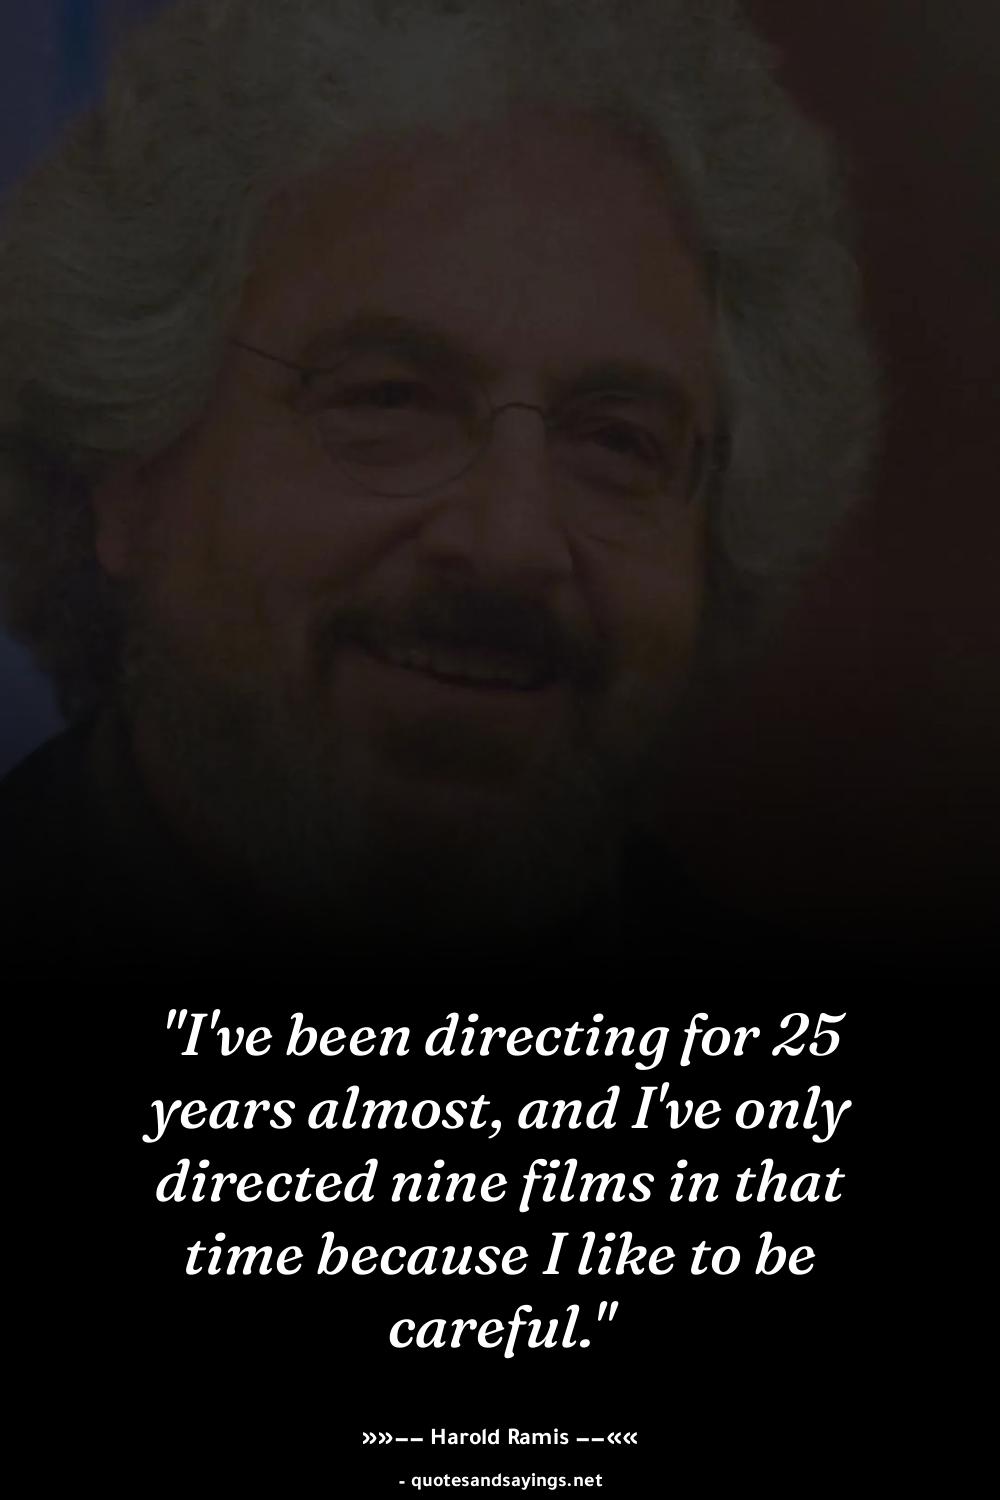 "I've been directing for 25
years almost, and I've only
directed nine films in that
time because I like to be
careful."
»»—— Harold Ramis ——««
- quotesandsayings.net